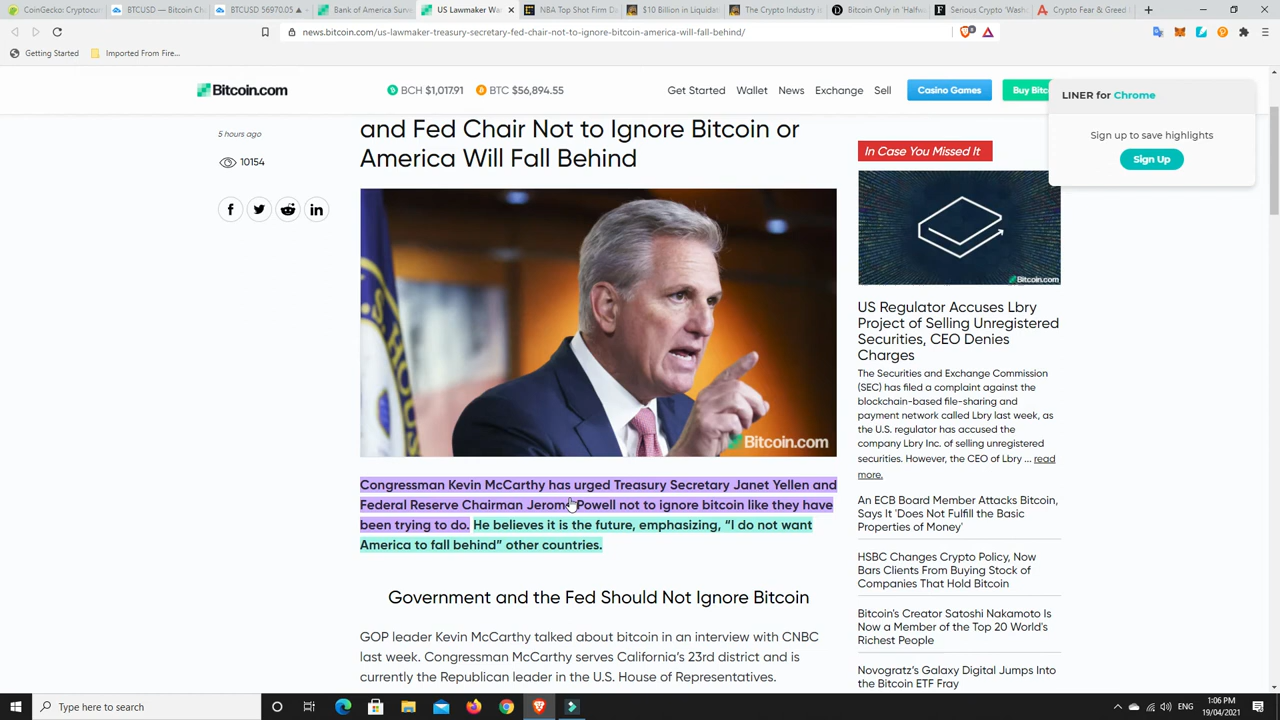 CoinGecko: Cryptocur
BTCUSD — Bitcoin Ch
BTCUSD 56970.05 ▲
Bank of America Surve
US Lawmaker Wa
NBA Top Shot Firm D
$10 Billion in Liquidat
The Crypto Industry i
Bitcoin Only in 'Halfw
Serious Crypto 'Wash
Crypto Fear & Greed
news.bitcoin.com/us-lawmaker-treasury-secretary-fed-chair-not-to-ignore-bitcoin-america-will-fall-behind/
Getting Started
Imported From Fire...
Bitcoin.com
BCH $1,017.91
BTC $56,894.55
Get Started
Wallet
News
Exchange
Sell
Casino Games
Buy Bitc
LINER for Chrome
Sign up to save highlights
Sign Up
5 hours ago
10154
and Fed Chair Not to Ignore Bitcoin or
America Will Fall Behind
Bitcoin.com
Congressman Kevin McCarthy has urged Treasury Secretary Janet Yellen and
Federal Reserve Chairman Jerome Powell not to ignore bitcoin like they have
been trying to do. He believes it is the future, emphasizing, “I do not want
America to fall behind” other countries.
Government and the Fed Should Not Ignore Bitcoin
GOP leader Kevin McCarthy talked about bitcoin in an interview with CNBC
last week. Congressman McCarthy serves California's 23rd district and is
currently the Republican leader in the U.S. House of Representatives.
In Case You Missed It
Bitcoin.com
US Regulator Accuses Lbry
Project of Selling Unregistered
Securities, CEO Denies
Charges
The Securities and Exchange Commission
(SEC) has filed a complaint against the
blockchain-based file-sharing and
payment network called Lbry last week, as
the U.S. regulator has accused the
company Lbry Inc. of selling unregistered
securities. However, the CEO of Lbry ... read
more.
An ECB Board Member Attacks Bitcoin,
Says It 'Does Not Fulfill the Basic
Properties of Money'
HSBC Changes Crypto Policy, Now
Bars Clients From Buying Stock of
Companies That Hold Bitcoin
Bitcoin's Creator Satoshi Nakamoto Is
Now a Member of the Top 20 World's
Richest People
Novogratz's Galaxy Digital Jumps Into
the Bitcoin ETF Fray
Type here to search
ENG
1:06 PM
19/04/2021